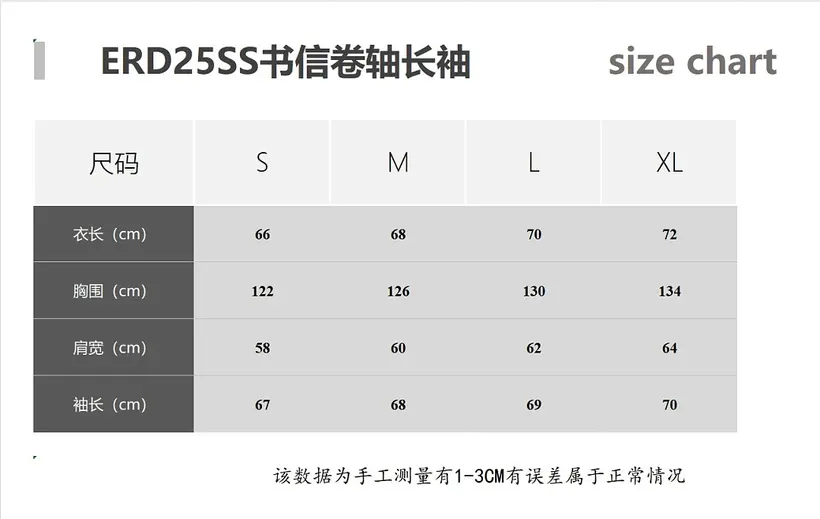 ERD25SS书信卷轴长袖 size chart
尺码 S M L XL
衣长（cm） 66 68 70 72
胸围（cm） 122 126 130 134
肩宽（cm） 58 60 62 64
袖长（cm） 67 68 69 70
该数据为手工测量有1-3CM有误差属于正常情况